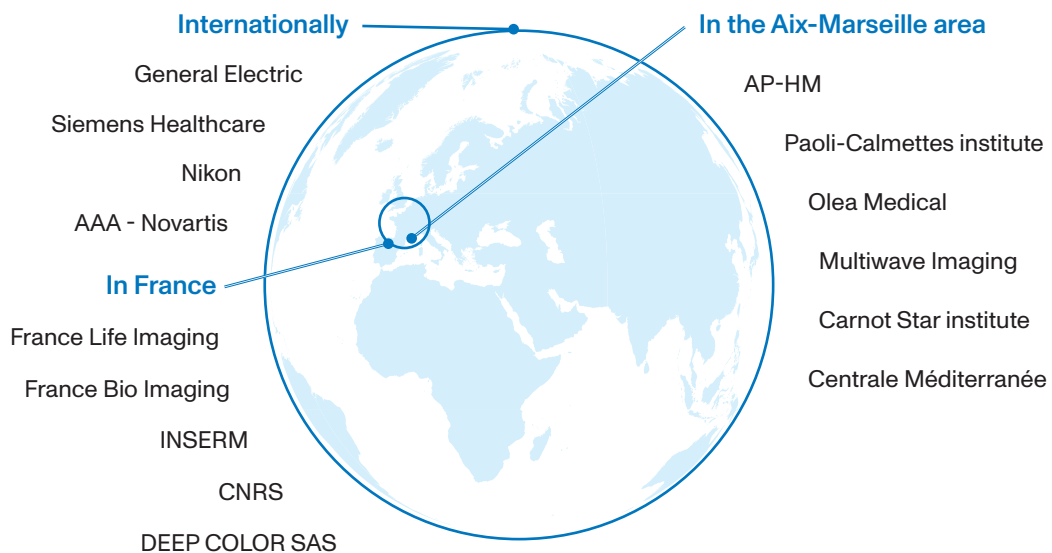 Internationally
General Electric
Siemens Healthcare
Nikon
AAA - Novartis
In France
France Life Imaging
France Bio Imaging
INSERM
CNRS
DEEP COLOR SAS
In the Aix-Marseille area
AP-HM
Paoli-Calmettes institute
Olea Medical
Multiwave Imaging
Carnot Star institute
Centrale Méditerranée